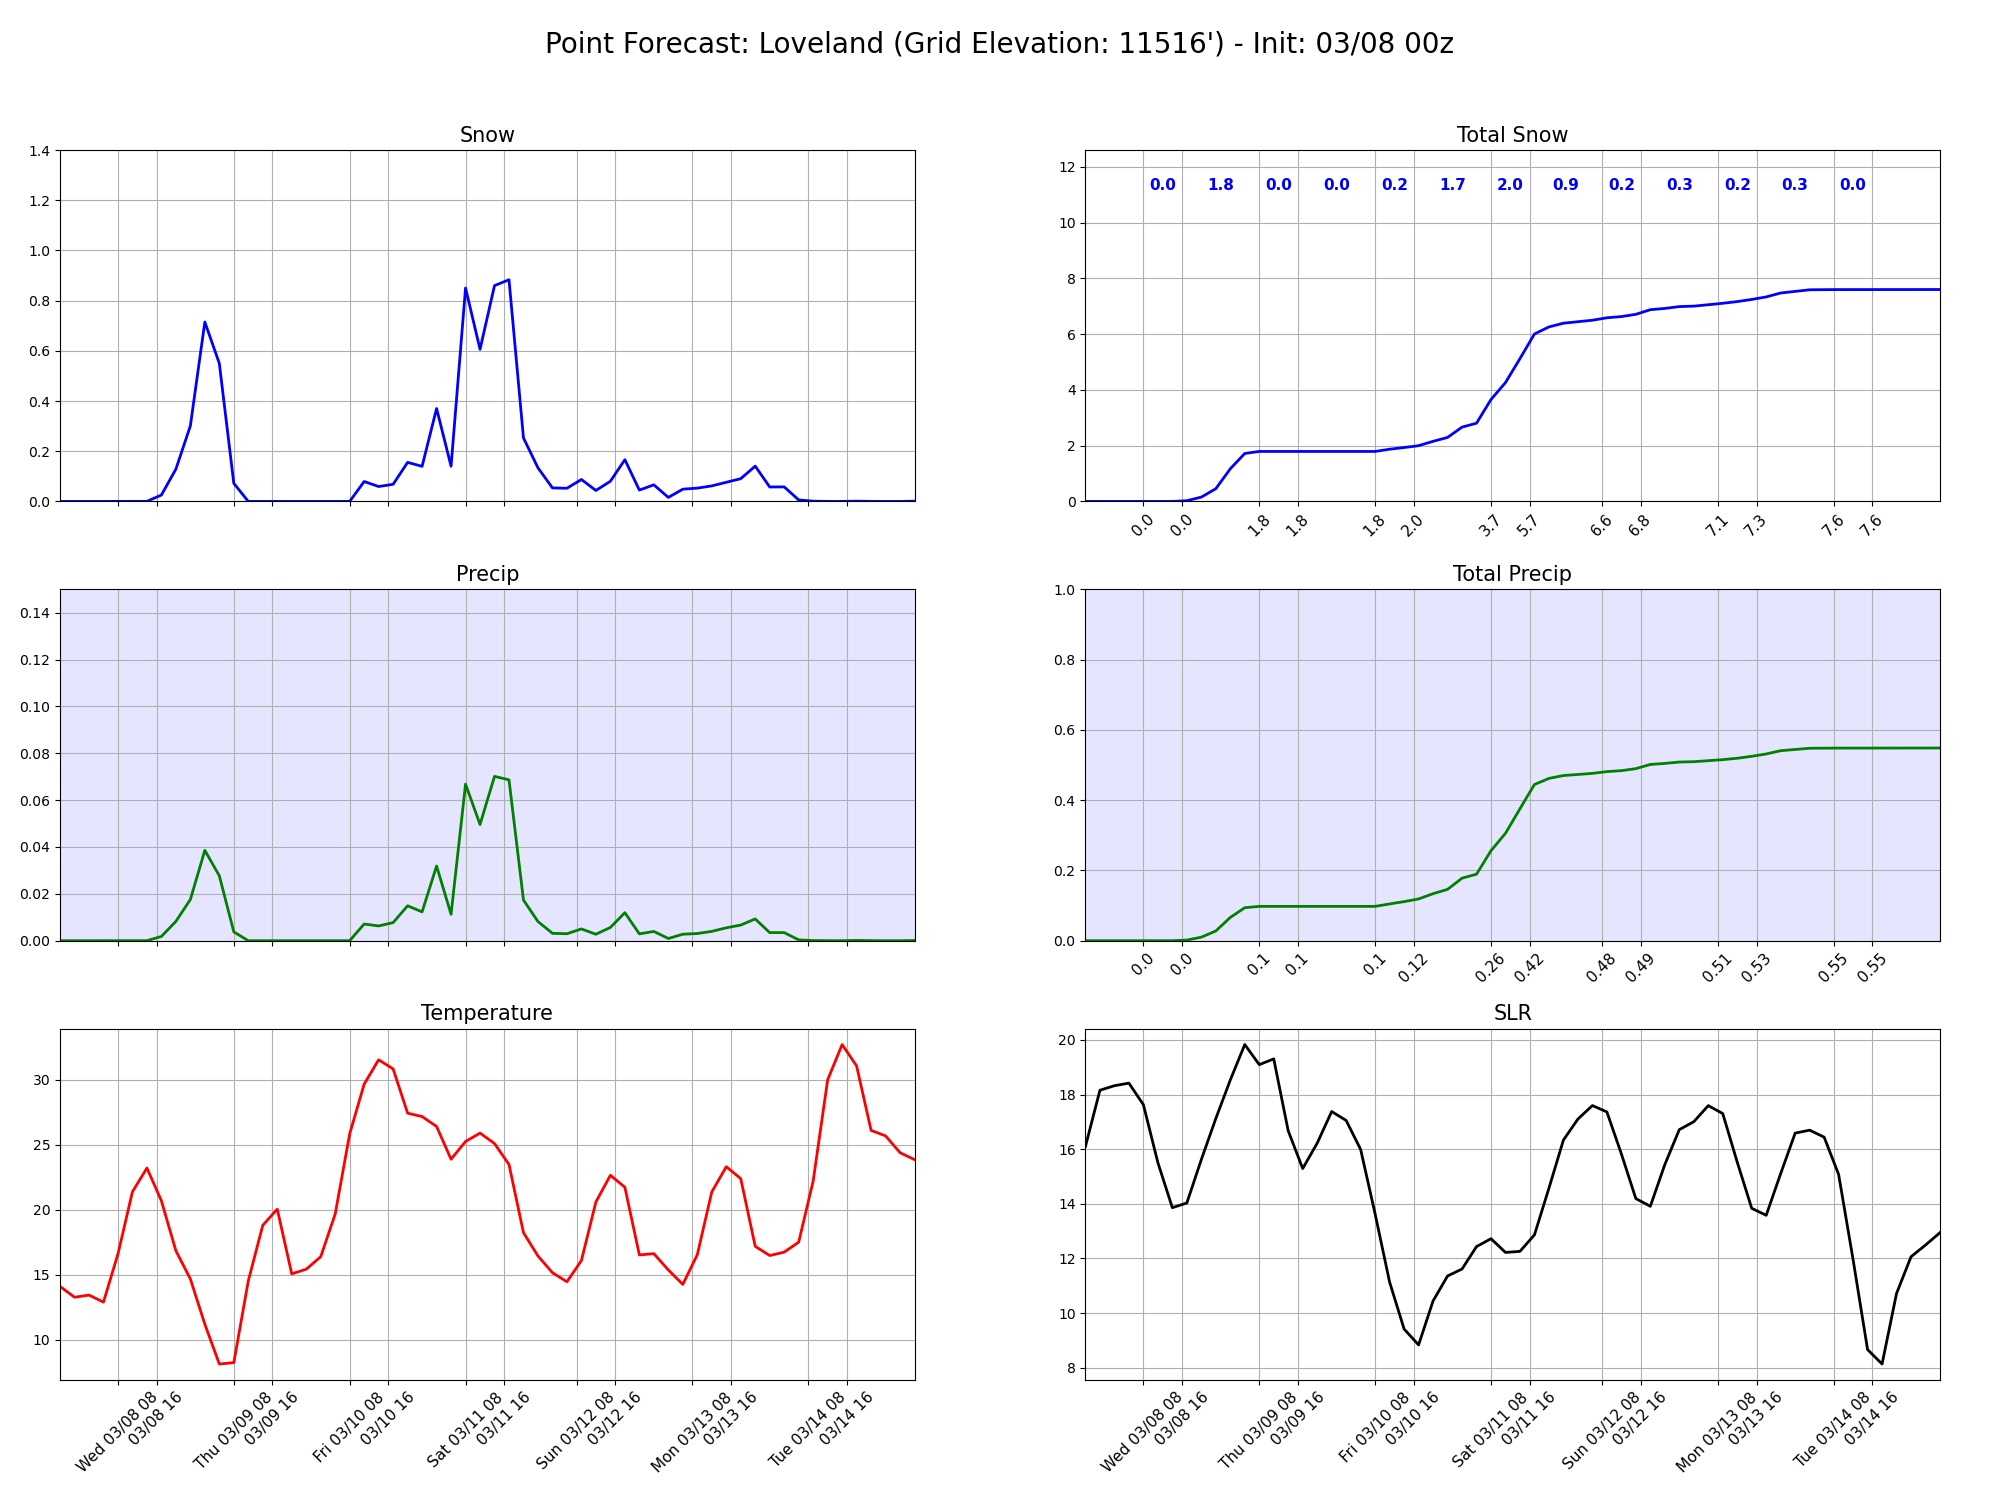 Point Forecast: Loveland (Grid Elevation: 11516') - Init: 03/08 00z
Snow
1.4
1.2
1.0
0.8
0.6
0.4
0.2
0.0
Total Snow
12
10
8
6
4
2
0
0.0 1.8 0.0 0.0 0.2 1.7 2.0 0.9 0.2 0.3 0.2 0.3 0.0
0.0 0.0 1.8 1.8 1.8 2.0 3.7 5.7 6.6 6.8 7.1 7.3 7.6 7.6
Precip
0.14
0.12
0.10
0.08
0.06
0.04
0.02
0.00
Total Precip
1.0
0.8
0.6
0.4
0.2
0.0
0.0 0.0 0.1 0.1 0.1 0.12 0.26 0.42 0.48 0.49 0.51 0.53 0.55 0.55
Temperature
30
25
20
15
10
Wed 03/08 08
03/08 16
Thu 03/09 08
03/09 16
Fri 03/10 08
03/10 16
Sat 03/11 08
03/11 16
Sun 03/12 08
03/12 16
Mon 03/13 08
03/13 16
Tue 03/14 08
03/14 16
SLR
20
18
16
14
12
10
8
Wed 03/08 08
03/08 16
Thu 03/09 08
03/09 16
Fri 03/10 08
03/10 16
Sat 03/11 08
03/11 16
Sun 03/12 08
03/12 16
Mon 03/13 08
03/13 16
Tue 03/14 08
03/14 16